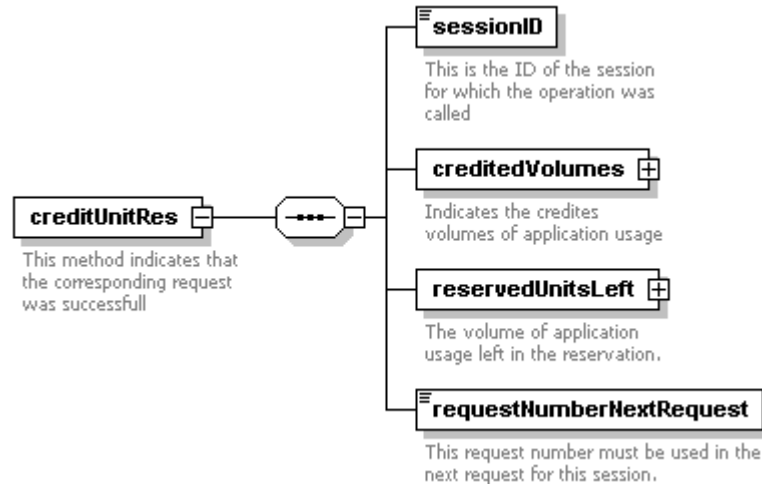 sessionID
This is the ID of the session
for which the operation was
called
creditedVolumes
Indicates the credites
volumes of application usage
creditUnitRes
This method indicates that
the corresponding request
was successfull
reservedUnitsLeft
The volume of application
usage left in the reservation.
requestNumberNextRequest
This request number must be used in the
next request for this session.